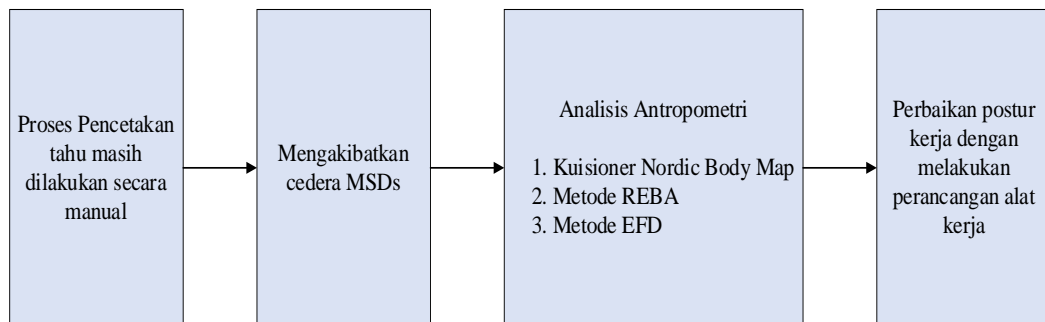 Proses Pencetakan
tahu masih
dilakukan secara
manual
Mengakibatkan
cedera MSDs
Analisis Antropometri
1. Kuisioner Nordic Body Map
2. Metode REBA
3. Metode EFD
Perbaikan postur
kerja dengan
melakukan
perancangan alat
kerja